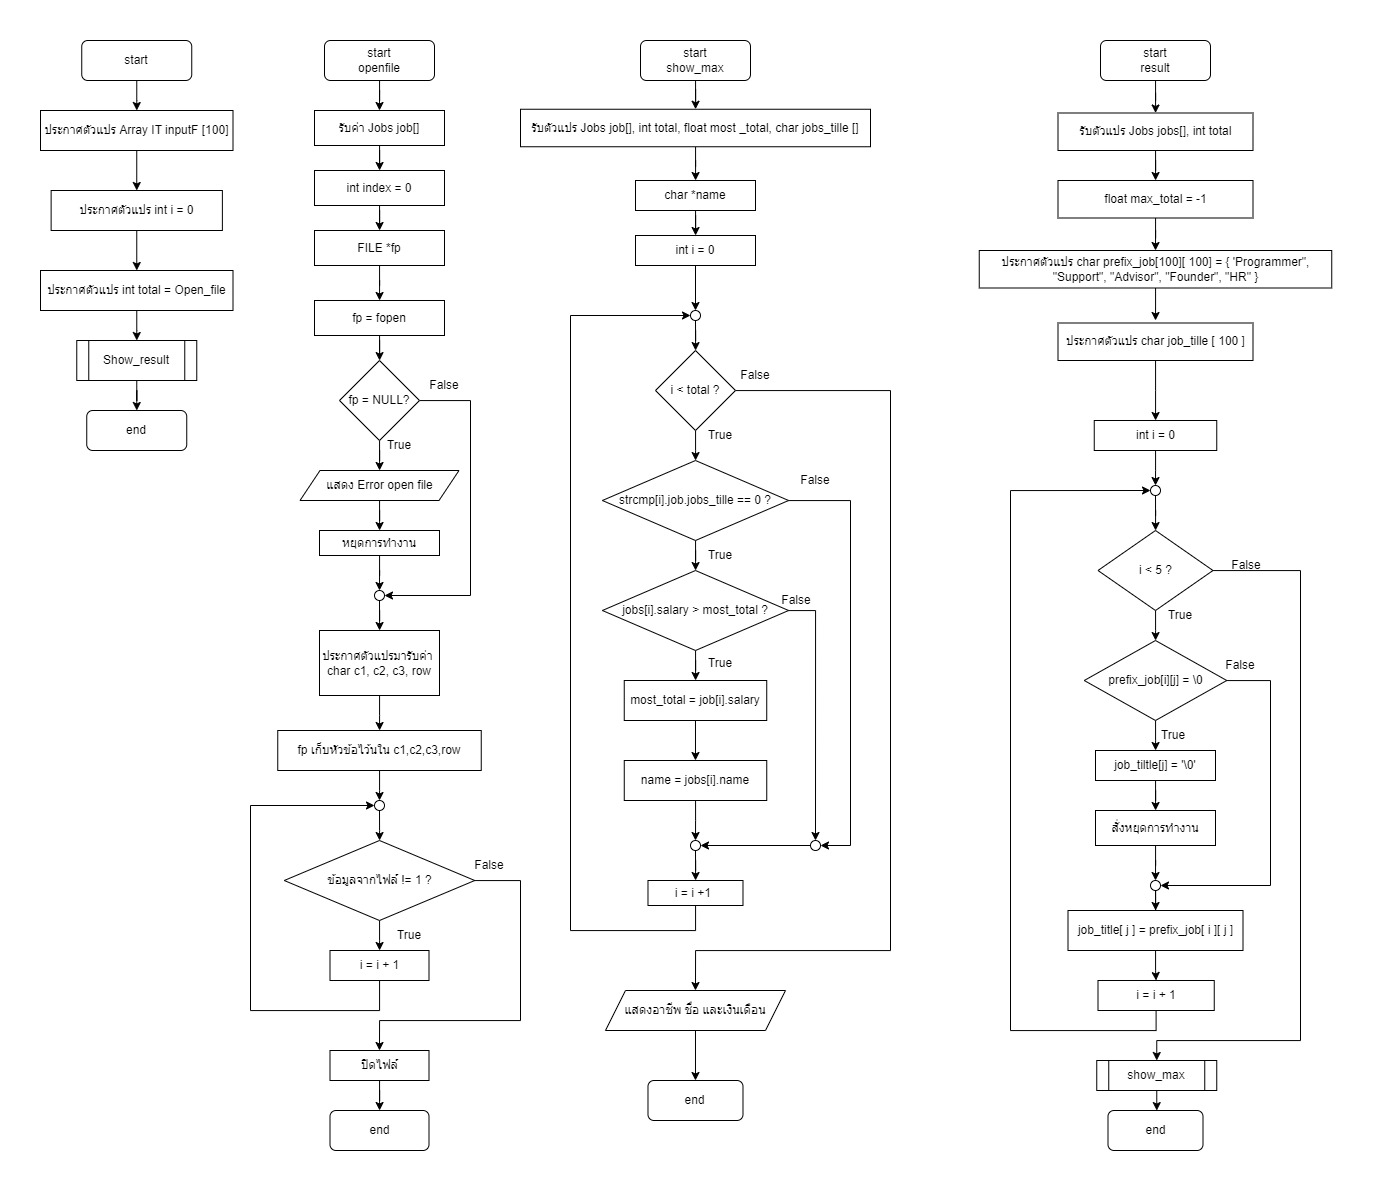 start
ประกาศตัวแปร Array IT inputF [100]
ประกาศตัวแปร int i = 0
ประกาศตัวแปร int total = Open_file
Show_result
end
start
openfile
รับค่า Jobs job[]
int index = 0
FILE *fp
fp = fopen
fp = NULL?
False
True
แสดง Error open file
หยุดการทำงาน
ประกาศตัวแปรมารับค่า
char c1, c2, c3, row
fp เก็บหัวข้อไว้นใน c1,c2,c3,row
ข้อมูลจากไฟล์ != 1 ?
False
True
i = i + 1
ปิดไฟล์
end
start
show_max
รับตัวแปร Jobs job[], int total, float most _total, char jobs_tille []
char *name
int i = 0
i < total ?
False
True
strcmp[i].job.jobs_tille == 0 ?
False
True
jobs[i].salary > most_total ?
False
True
most_total = job[i].salary
name = jobs[i].name
i = i +1
แสดงอาชีพ ชื่อ และเงินเดือน
end
start
result
รับตัวแปร Jobs jobs[], int total
float max_total = -1
ประกาศตัวแปร char prefix_job[100][ 100] = { 'Programmer",
"Support", "Advisor", "Founder", "HR" }
ประกาศตัวแปร char job_tille [ 100 ]
int i = 0
i < 5 ?
False
True
prefix_job[i][j] = \0
False
True
job_tiltle[j] = '\0'
สั่งหยุดการทำงาน
job_title[ j ] = prefix_job[ i ][ j ]
i = i + 1
show_max
end